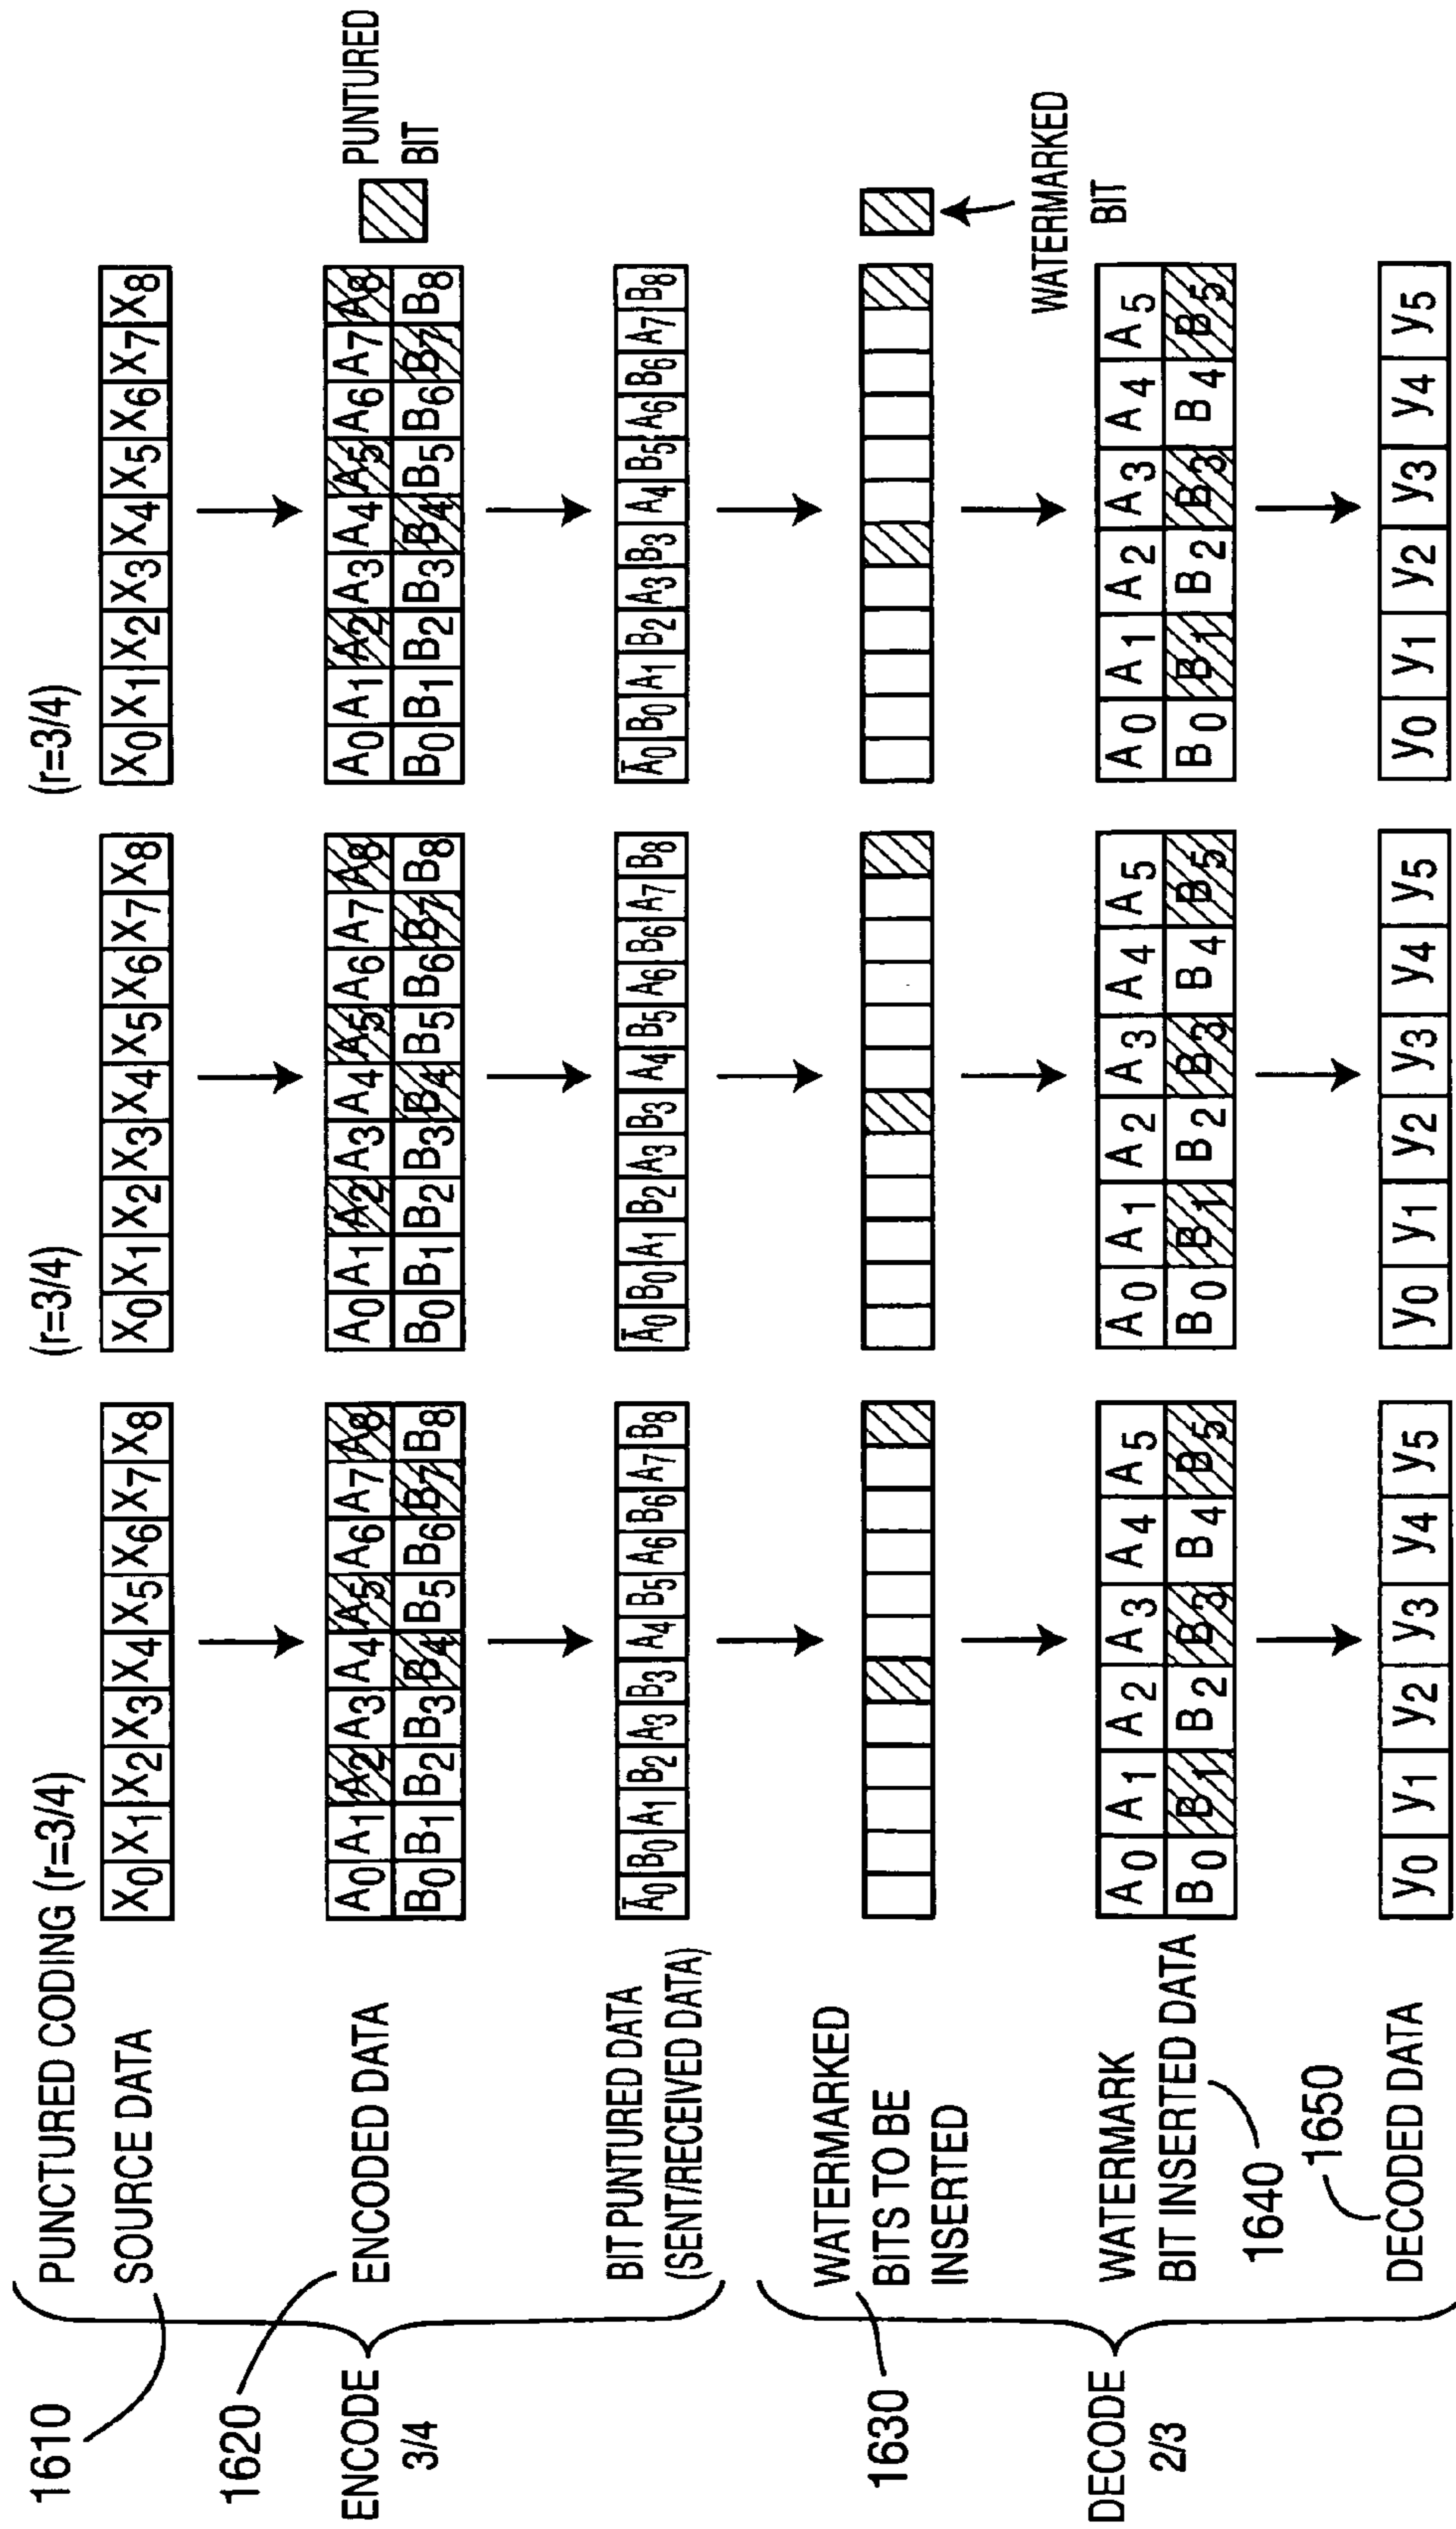 PUNCTURED CODING (r=3/4)
(r=3/4)
(r=3/4)
1610
SOURCE DATA
X0 X1 X2 X3 X4 X5 X6 X7 X8
X0 X1 X2 X3 X4 X5 X6 X7 X8
X0 X1 X2 X3 X4 X5 X6 X7 X8
1620
ENCODED DATA
A0 A1 A2 A3 A4 A5 A6 A7 A8
B0 B1 B2 B3 B4 B5 B6 B7 B8
A0 A1 A2 A3 A4 A5 A6 A7 A8
B0 B1 B2 B3 B4 B5 B6 B7 B8
A0 A1 A2 A3 A4 A5 A6 A7 A8
B0 B1 B2 B3 B4 B5 B6 B7 B8
PUNTURED
BIT
ENCODE
3/4
BIT PUNTURED DATA
(SENT/RECEIVED DATA)
A0 B0 A1 B2 A3 B3 A4 B5 A6 B6 A7 B8
A0 B0 A1 B2 A3 B3 A4 B5 A6 B6 A7 B8
A0 B0 A1 B2 A3 B3 A4 B5 A6 B6 A7 B8
1630
WATERMARKED
BITS TO BE
INSERTED
WATERMARKED
BIT
DECODE
2/3
WATERMARK
BIT INSERTED DATA
1640
A0 A1 A2 A3 A4 A5
B0 B1 B2 B3 B4 B5
A0 A1 A2 A3 A4 A5
B0 B1 B2 B3 B4 B5
A0 A1 A2 A3 A4 A5
B0 B1 B2 B3 B4 B5
1650
DECODED DATA
y0 y1 y2 y3 y4 y5
y0 y1 y2 y3 y4 y5
y0 y1 y2 y3 y4 y5